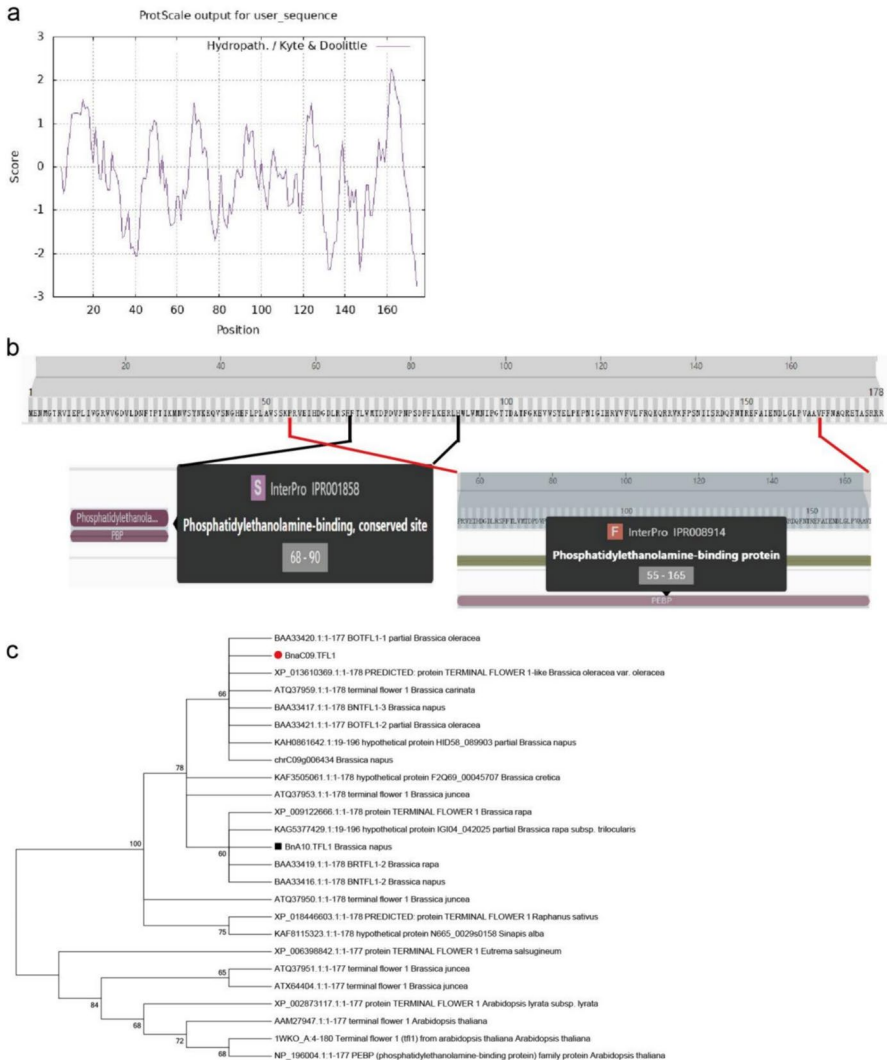 a
ProtScale output for user_sequence
Hydropath. / Kyte & Doolittle
3
2
1
0
-1
-2
-3
Score
20 40 60 80 100 120 140 160
Position
b
20 40 60 80 100 120 140 160
1 178
50 100 150
S InterPro IPR001858
Phosphatidylethanolamine-binding, conserved site
68 - 90
Phosphatidylethanola...
PBP
60 80 100 120 140 160
100 150
F InterPro IPR008914
Phosphatidylethanolamine-binding protein
55 - 165
PEBP
c
BAA33420.1:1-177 BOTFL1-1 partial Brassica oleracea
BnaC09.TFL1
XP_013610369.1:1-178 PREDICTED: protein TERMINAL FLOWER 1-like Brassica oleracea var. oleracea
66
ATQ37959.1:1-178 terminal flower 1 Brassica carinata
BAA33417.1:1-178 BNTFL1-3 Brassica napus
BAA33421.1:1-177 BOTFL1-2 partial Brassica oleracea
KAH0861642.1:19-196 hypothetical protein HID58_089903 partial Brassica napus
chrC09g006434 Brassica napus
78
KAF3505061.1:1-178 hypothetical protein F2Q69_00045707 Brassica cretica
ATQ37953.1:1-178 terminal flower 1 Brassica juncea
XP_009122666.1:1-178 protein TERMINAL FLOWER 1 Brassica rapa
KAG5377429.1:19-196 hypothetical protein IGI04_042025 partial Brassica rapa subsp. trilocularis
100
BnA10.TFL1 Brassica napus
60
BAA33419.1:1-178 BRTFL1-2 Brassica rapa
BAA33416.1:1-178 BNTFL1-2 Brassica napus
ATQ37950.1:1-178 terminal flower 1 Brassica juncea
XP_018446603.1:1-178 PREDICTED: protein TERMINAL FLOWER 1 Raphanus sativus
75
KAF8115323.1:1-178 hypothetical protein N665_0029s0158 Sinapis alba
XP_006398842.1:1-177 protein TERMINAL FLOWER 1 Eutrema salsugineum
ATQ37951.1:1-177 terminal flower 1 Brassica juncea
65
ATX64404.1:1-177 terminal flower 1 Brassica juncea
84
XP_002873117.1:1-177 protein TERMINAL FLOWER 1 Arabidopsis lyrata subsp. lyrata
68
AAM27947.1:1-177 terminal flower 1 Arabidopsis thaliana
72
1WKO_A:4-180 Terminal flower 1 (tfl1) from arabidopsis thaliana Arabidopsis thaliana
68
NP_196004.1:1-177 PEBP (phosphatidylethanolamine-binding protein) family protein Arabidopsis thaliana